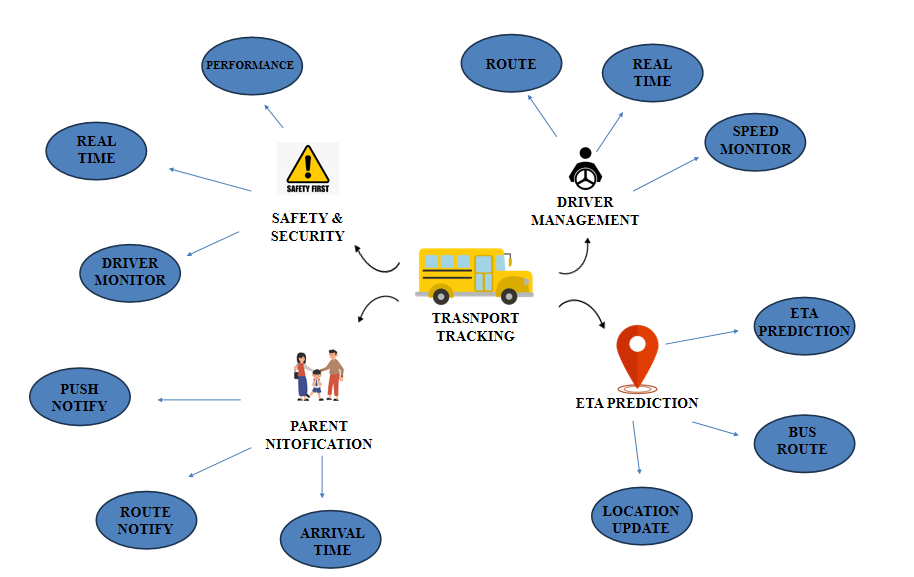 PERFORMANCE
ROUTE
REAL
TIME
SPEED
MONITOR
REAL
TIME
SAFETY FIRST
SAFETY &
SECURITY
DRIVER
MANAGEMENT
DRIVER
MONITOR
TRASNPORT
TRACKING
ETA
PREDICTION
PUSH
NOTIFY
PARENT
NITOFICATION
ETA PREDICTION
BUS
ROUTE
ROUTE
NOTIFY
ARRIVAL
TIME
LOCATION
UPDATE